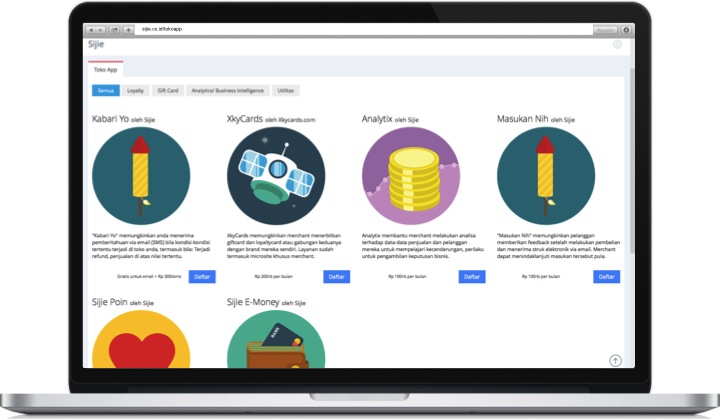 sijie.co.id/tokoapp
Reader
Sijie
Toko App
Semua Loyalty Gift Card Analytics/ Business Intelligence Utilitas
Kabari Yo oleh Sijie
"Kabari Yo" memungkinkan anda menerima
pemberitahuan via email (SMS) bila kondisi-kondisi
tertentu terjadi di toko anda, termasuk bila: Terjadi
refund, penjualan di atas nilai tertentu.
Gratis untuk email + Rp 300/sms Daftar
XkyCards oleh Xkycards.com
XkyCards memungkinkan merchant menerbitkan
giftcard dan loyaltycard atau gabungan keduanya
dengan brand mereka sendiri. Layanan sudah
termasuk microsite khusus merchant.
Rp 200rb per bulan Daftar
Analytix oleh Sijie
Analytix membantu merchant melakukan analisa
terhadap data-data penjualan dan pelanggan
mereka untuk mempelajari kecenderungan, perilaku
untuk pengambilan keputusan bisnis.
Rp 100rb per bulan Daftar
Masukan Nih oleh Sijie
"Masukan Nih" memungkinkan pelanggan
memberikan feedback setelah melakukan pembelian
dan menerima struk elektronik via email. Merchant
dapat menindaklanjuti masukan tersebut pula.
Rp 100rb per bulan Daftar
Sijie Poin oleh Sijie
Sijie E-Money oleh Sijie
BANK